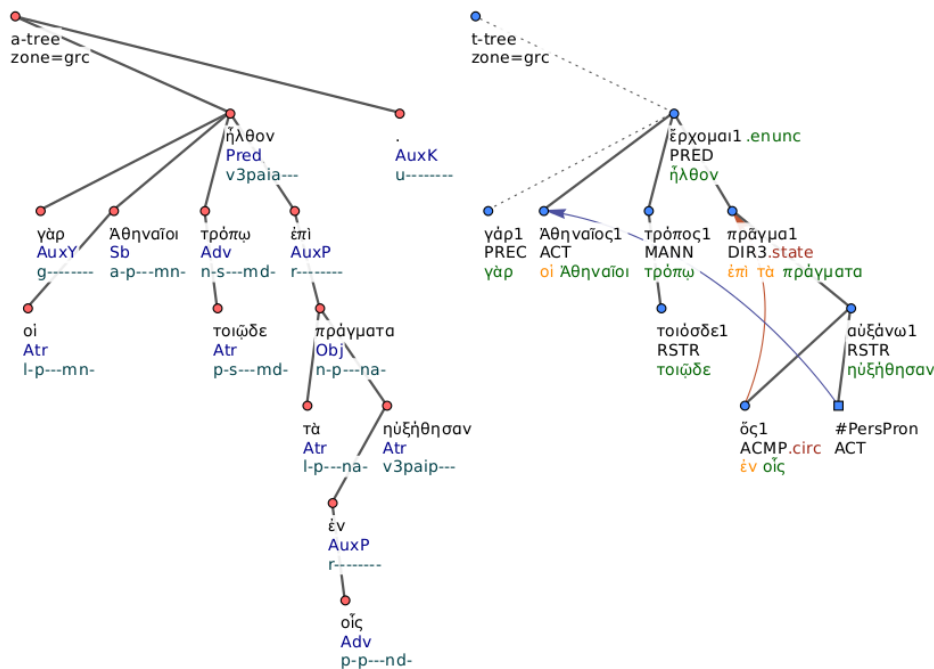 a-tree
zone=grc
ἦλθον
Pred
v3paia---
.
AuxK
u--------
γὰρ
AuxY
g--------
Ἀθηναῖοι
Sb
a-p---mn-
τρόπῳ
Adv
n-s---md-
ἐπὶ
AuxP
r--------
οἱ
Atr
l-p---mn-
τοιῷδε
Atr
p-s---md-
πράγματα
Obj
n-p---na-
τὰ
Atr
l-p---na-
ηὐξήθησαν
Atr
v3paip---
ἐν
AuxP
r--------
οἷς
Adv
p-p---nd-
t-tree
zone=grc
ἔρχομαι1 .enunc
PRED
ἦλθον
γάρ1
PREC
γὰρ
Ἀθηναῖος1
ACT
οἱ Ἀθηναῖοι
τρόπος1
MANN
τρόπῳ
πρᾶγμα1
DIR3.state
ἐπὶ τὰ πράγματα
τοιόσδε1
RSTR
τοιῷδε
αὐξάνω1
RSTR
ηὐξήθησαν
ὅς1
ACMP.circ
ἐν οἷς
#PersPron
ACT